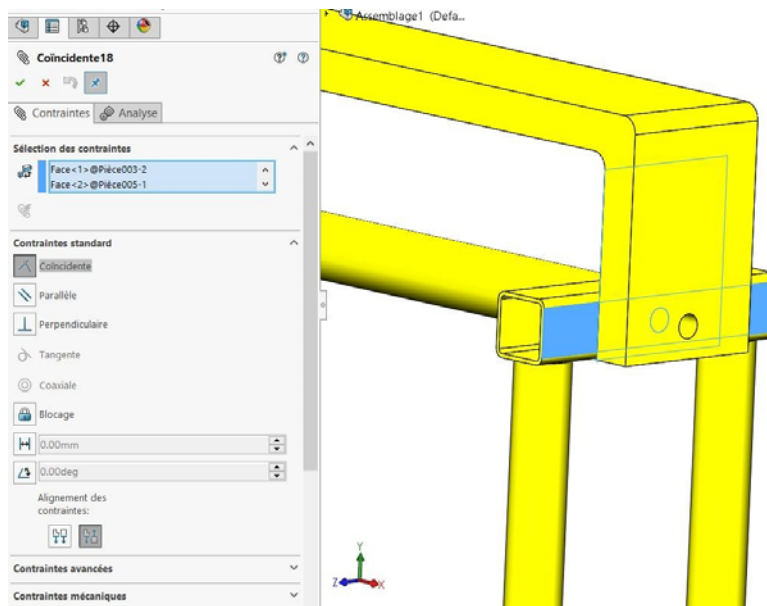 Assemblage1 (Defa...
Coïncidente18
Contraintes
Analyse
Sélection des contraintes
Face<1>@Pièce003-2
Face<2>@Pièce005-1
Contraintes standard
Coïncidente
Parallèle
Perpendiculaire
Tangente
Coaxiale
Blocage
0.00mm
0.00deg
Alignement des
contraintes:
Contraintes avancées
Contraintes mécaniques
Y
Z
X